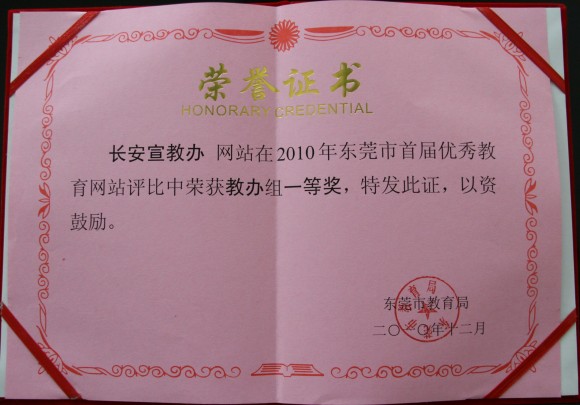 荣誉证书
HONORARY CREDENTIAL
长安宣教办 网站在2010年东莞市首届优秀教
育网站评比中荣获教办组一等奖，特发此证，以资
鼓励。
东莞市教育局
二〇一〇年十二月